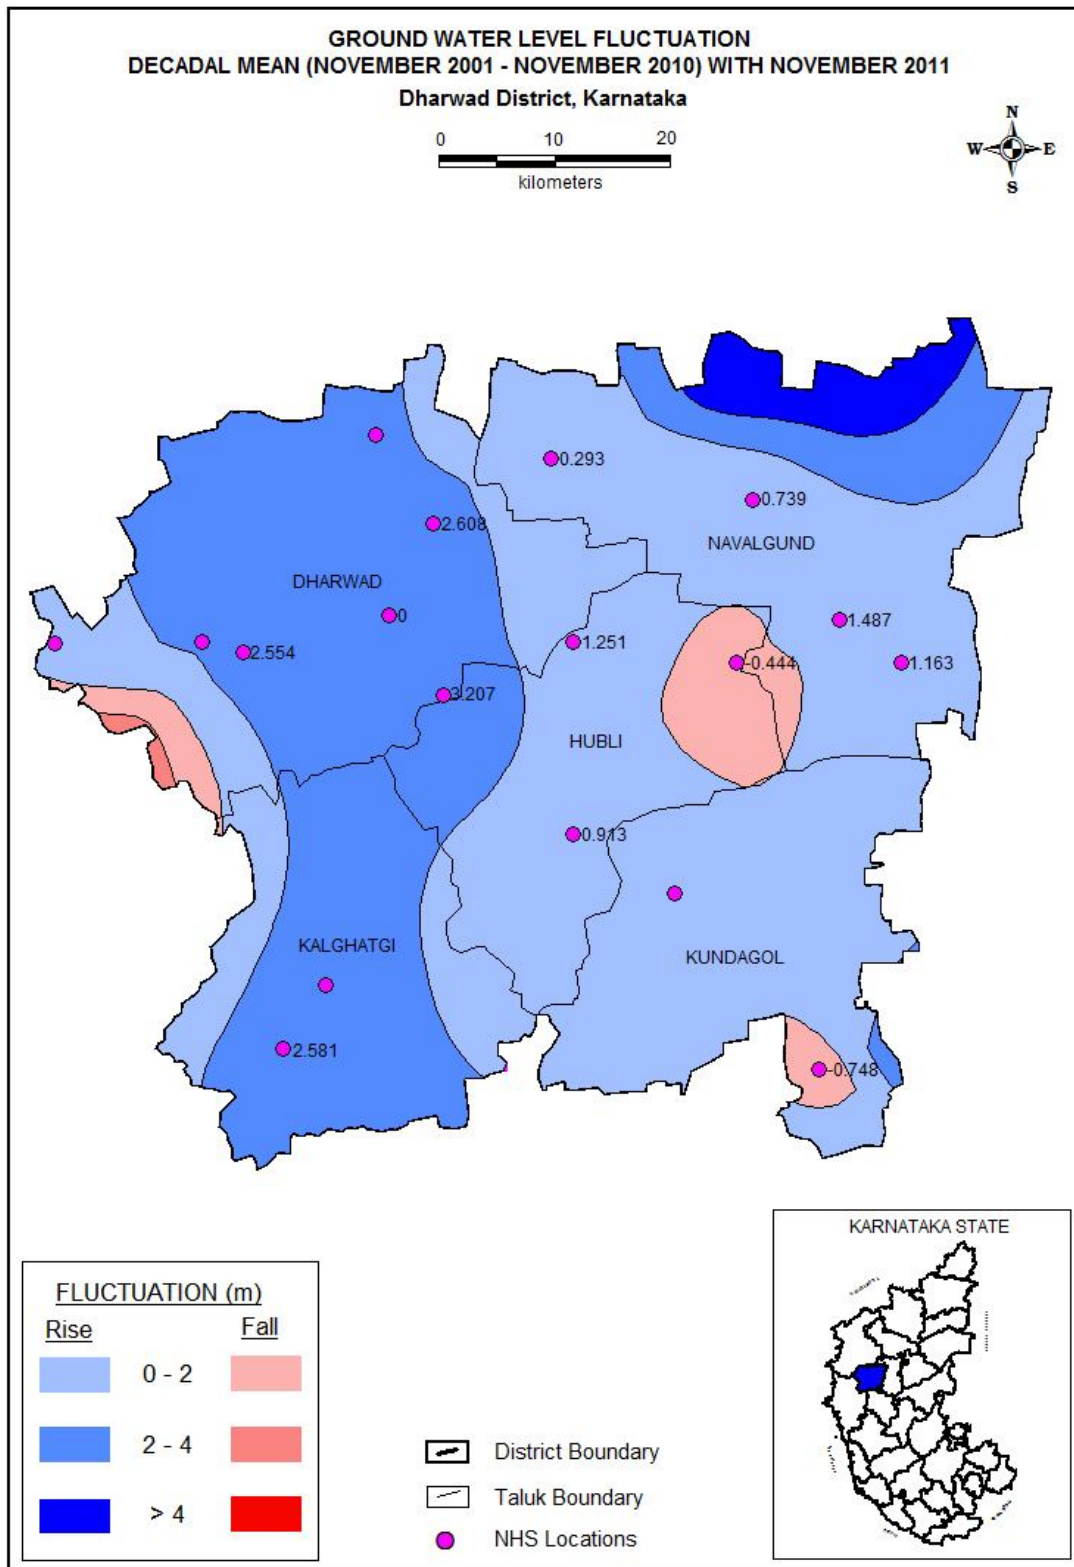 GROUND WATER LEVEL FLUCTUATION
DECADAL MEAN (NOVEMBER 2001 - NOVEMBER 2010) WITH NOVEMBER 2011
Dharwad District, Karnataka
0 10 20
kilometers
N
W E
S
0.293
0.739
2.608
NAVALGUND
DHARWAD
0
1.487
1.251
2.554
-0.444
1.163
3.207
HUBLI
0.913
KALGHATGI
KUNDAGOL
2.581
-0.748
KARNATAKA STATE
FLUCTUATION (m)
Rise Fall
0 - 2
2 - 4
> 4
District Boundary
Taluk Boundary
NHS Locations